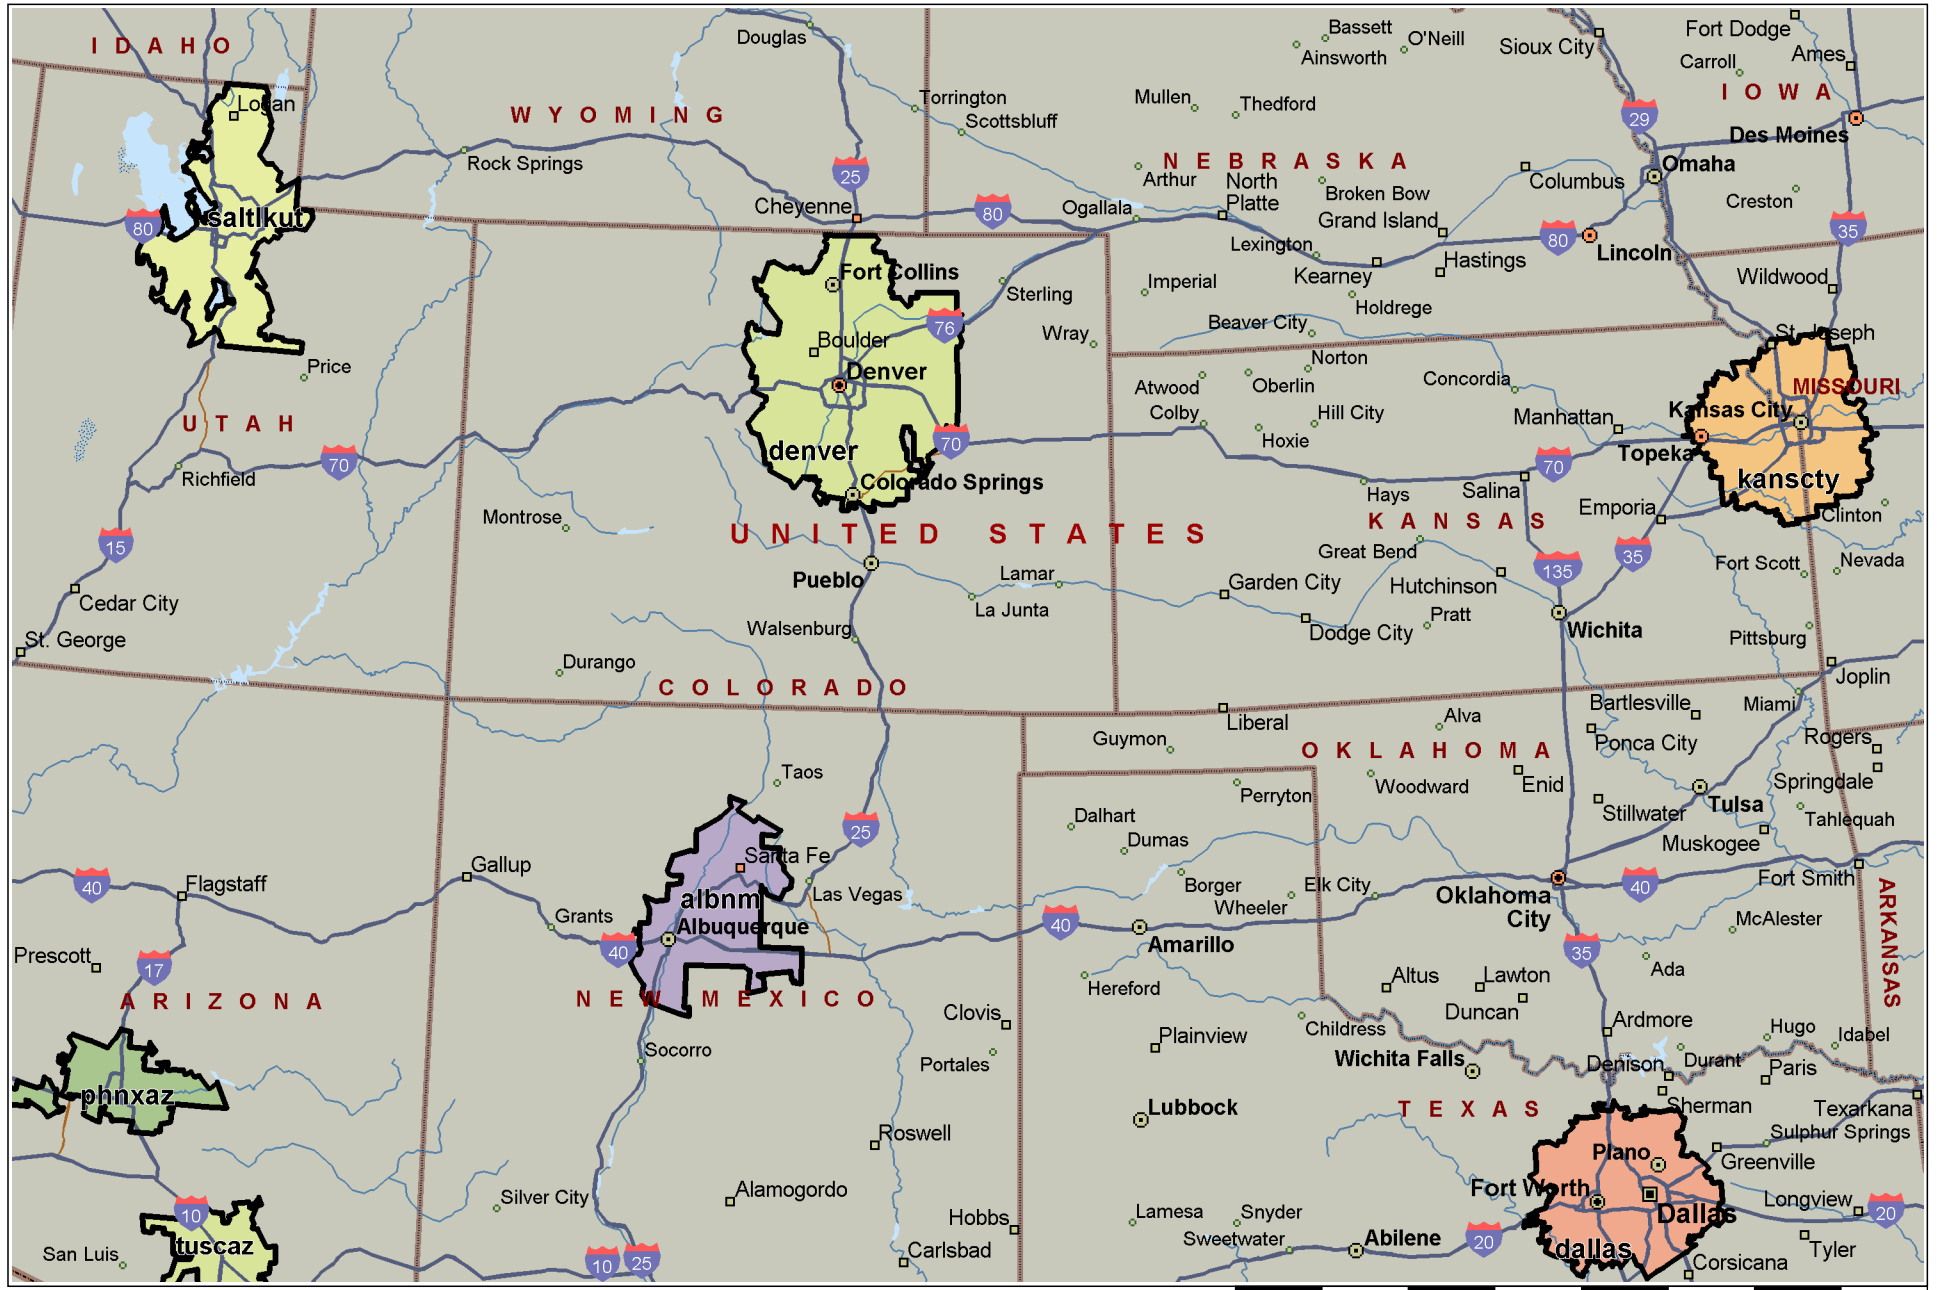 IDAHO
Douglas
Bassett
Ainsworth
O'Neill
Sioux City
Fort Dodge
Ames
Carroll
IOWA
Logan
WYOMING
Torrington
Scottsbluff
Mullen
Thedford
29
Des Moines
Rock Springs
25
NEBRASKA
Arthur
North
Platte
Broken Bow
Columbus
Omaha
Creston
saltlkut
80
Cheyenne
80
Ogallala
Grand Island
80
Lincoln
35
Lexington
Kearney
Hastings
Wildwood
Fort Collins
Sterling
Imperial
Holdrege
76
Wray
Beaver City
St. Joseph
Boulder
Price
Denver
Norton
Atwood
Oberlin
Concordia
MISSOURI
Colby
Hill City
Manhattan
Kansas City
UTAH
70
denver
70
Hoxie
70
Topeka
Richfield
Colorado Springs
Hays
Salina
kanscty
Emporia
Clinton
15
Montrose
UNITED STATES
KANSAS
Great Bend
35
135
Fort Scott
Nevada
Pueblo
Lamar
Garden City
Hutchinson
Cedar City
La Junta
Pratt
Dodge City
Wichita
Pittsburg
St. George
Walsenburg
Durango
COLORADO
Joplin
Miami
Liberal
Alva
Bartlesville
Guymon
OKLAHOMA
Ponca City
Rogers
Taos
Perryton
Woodward
Enid
Springdale
Stillwater
Tulsa
25
Dalhart
Tahlequah
Dumas
Muskogee
Santa Fe
Gallup
40
Flagstaff
Las Vegas
Borger
Elk City
40
Fort Smith
albnm
Wheeler
Oklahoma
City
ARKANSAS
Grants
Albuquerque
40
40
Amarillo
McAlester
Prescott
17
35
Ada
Altus
Lawton
Hereford
Duncan
ARIZONA
NEW MEXICO
Clovis
Childress
Ardmore
Hugo
Idabel
Plainview
Socorro
Portales
Wichita Falls
Denison
Durant
Paris
phnxaz
Lubbock
TEXAS
Sherman
Texarkana
Roswell
Sulphur Springs
Plano
Greenville
Silver City
Alamogordo
Fort Worth
Longview
10
Hobbs
Lamesa
Snyder
Dallas
20
tuscaz
San Luis
Carlsbad
Sweetwater
Abilene
20
dallas
Tyler
10
25
Corsicana